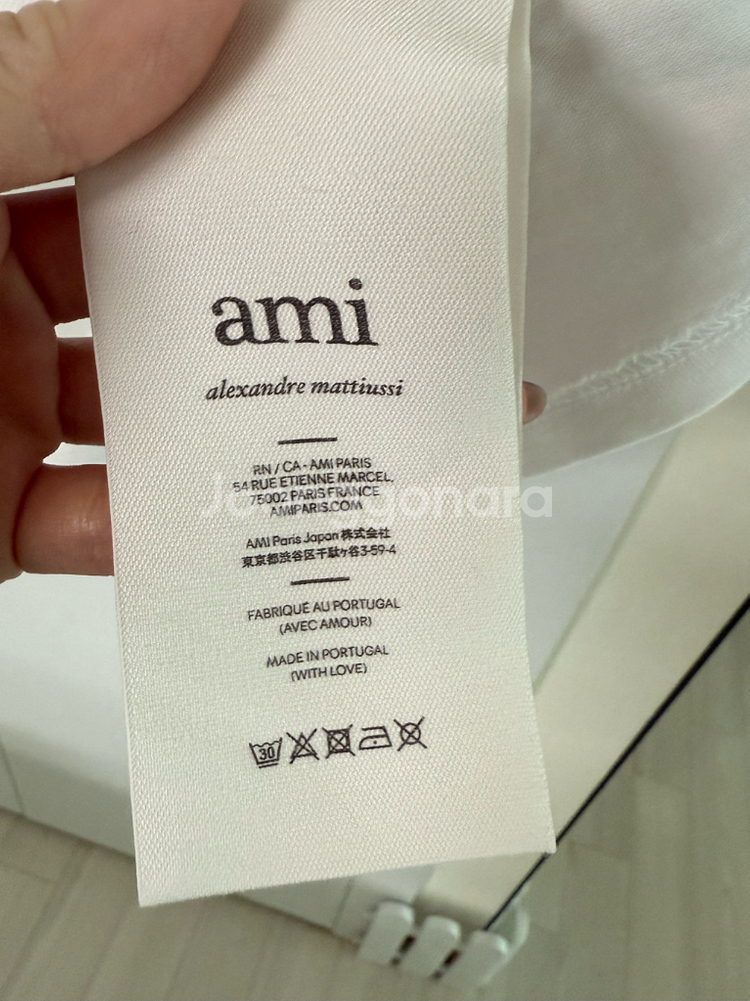 ami
alexandre mattiussi
RN / CA - AMI PARIS
54 RUE ETIENNE MARCEL,
75002 PARIS FRANCE
AMIPARIS.COM
AMI Paris Japan 株式会社
東京都渋谷区千駄ヶ谷3-59-4
FABRIQUÉ AU PORTUGAL
(AVEC AMOUR)
MADE IN PORTUGAL
(WITH LOVE)
30